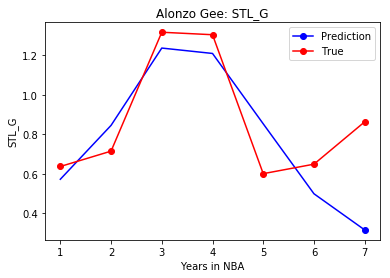 Alonzo Gee: STL_G
Prediction
True
STL_G
1.2
1.0
0.8
0.6
0.4
1 2 3 4 5 6 7
Years in NBA